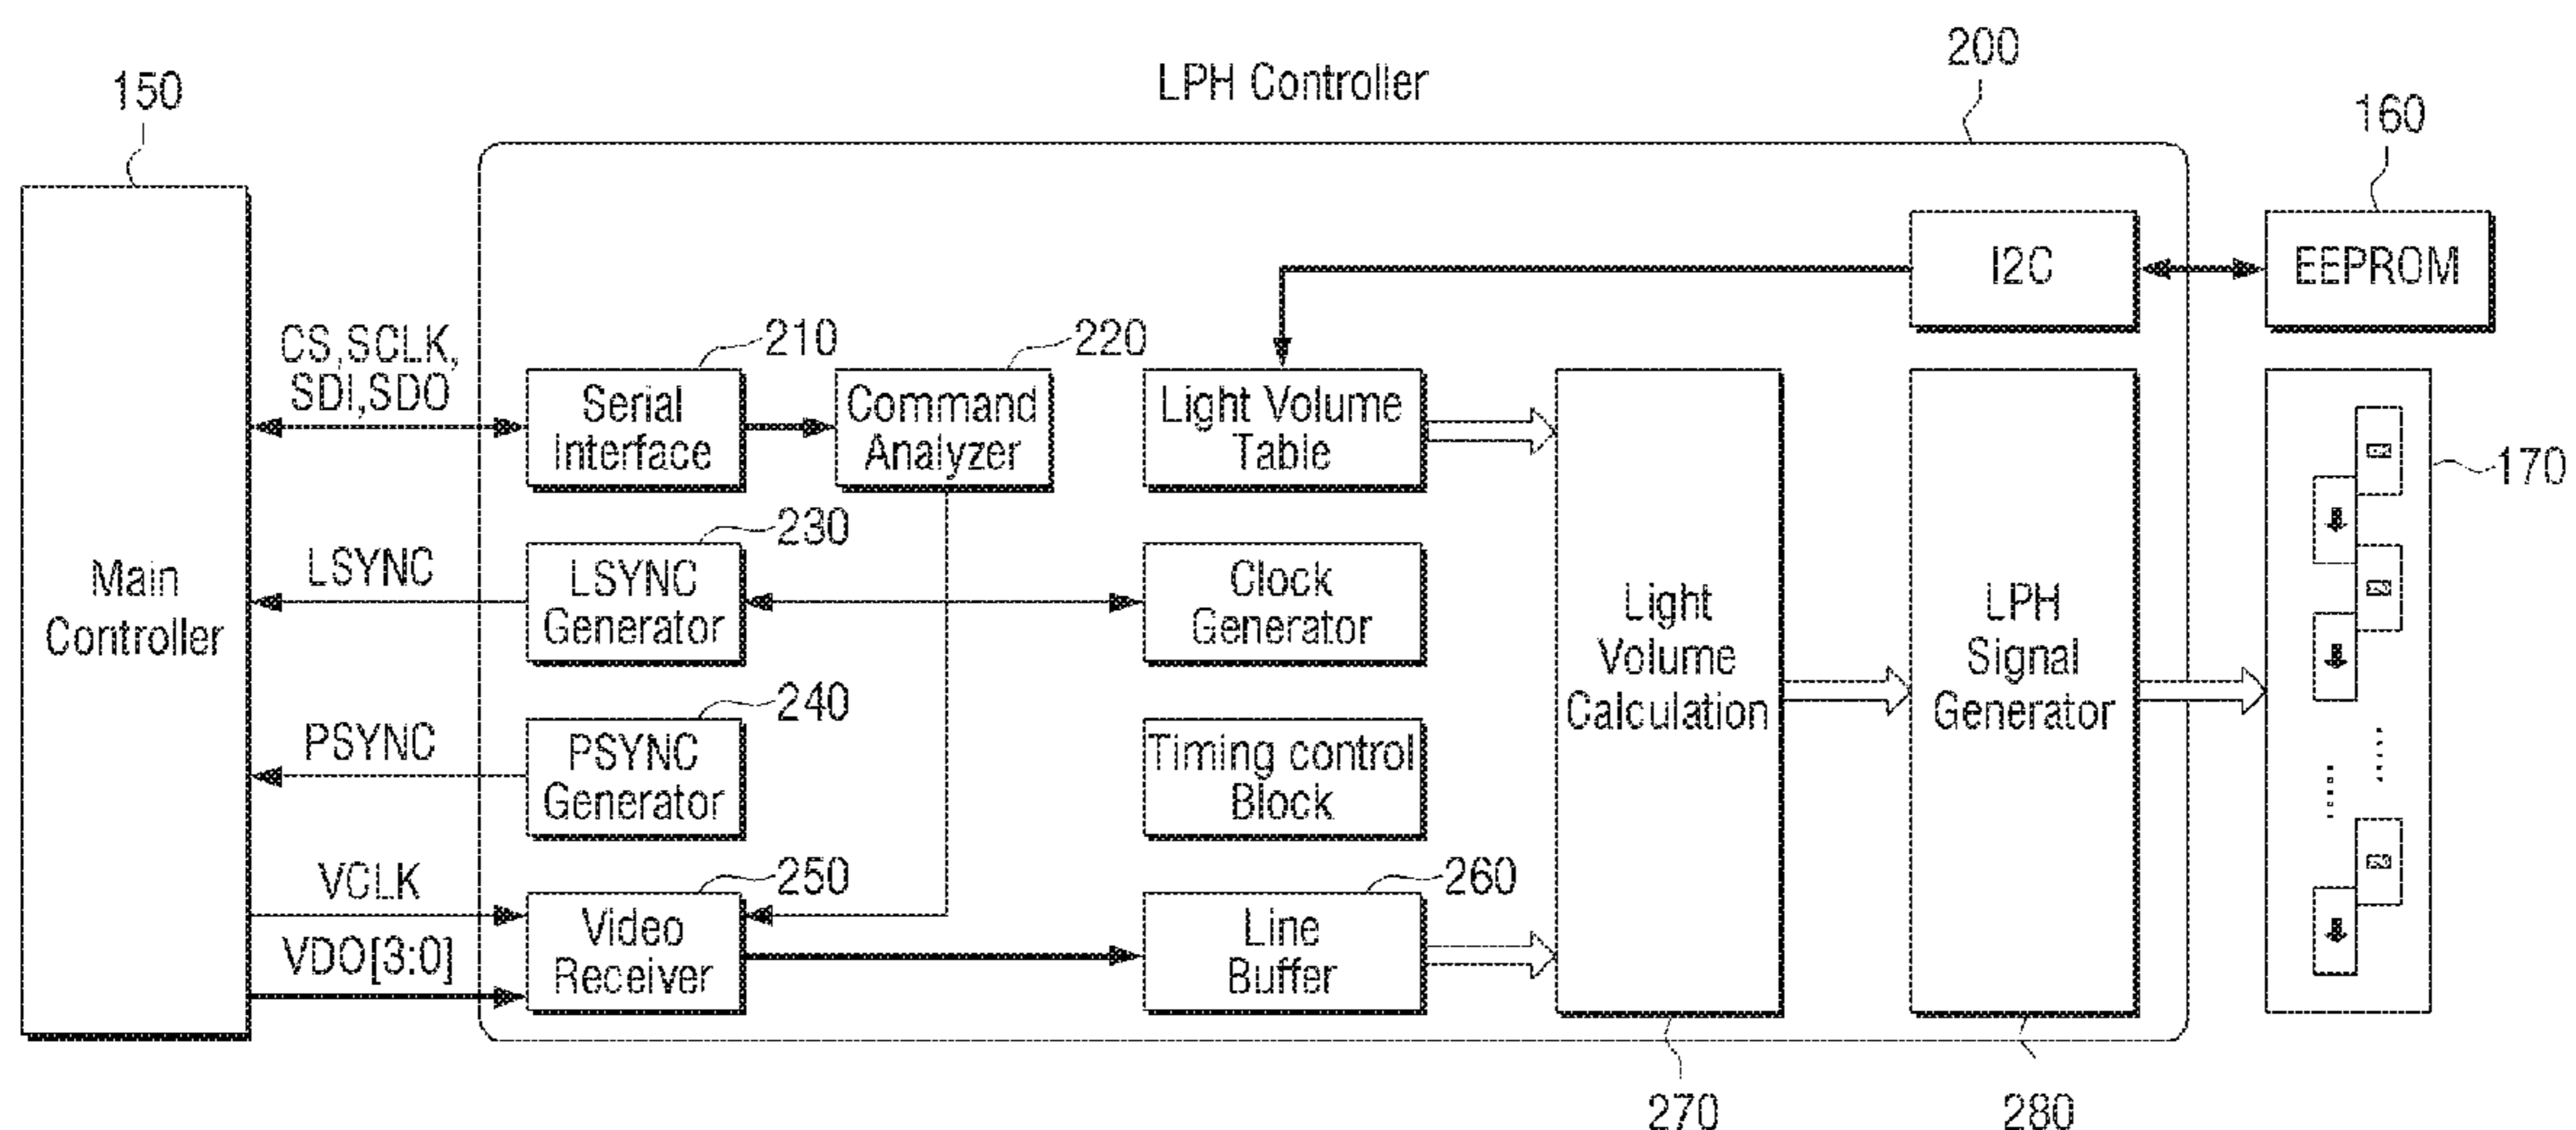 LPH Controller
200
150
160
I2C
EEPROM
CS,SCLK,
SDI,SDO
210
220
Serial
Interface
Command
Analyzer
Light Volume
Table
170
230
LSYNC
LSYNC
Generator
Clock
Generator
Main
Controller
Light
Volume
Calculation
LPH
Signal
Generator
240
PSYNC
PSYNC
Generator
Timing control
Block
VCLK
250
260
VDO[3:0]
Video
Receiver
Line
Buffer
270
280